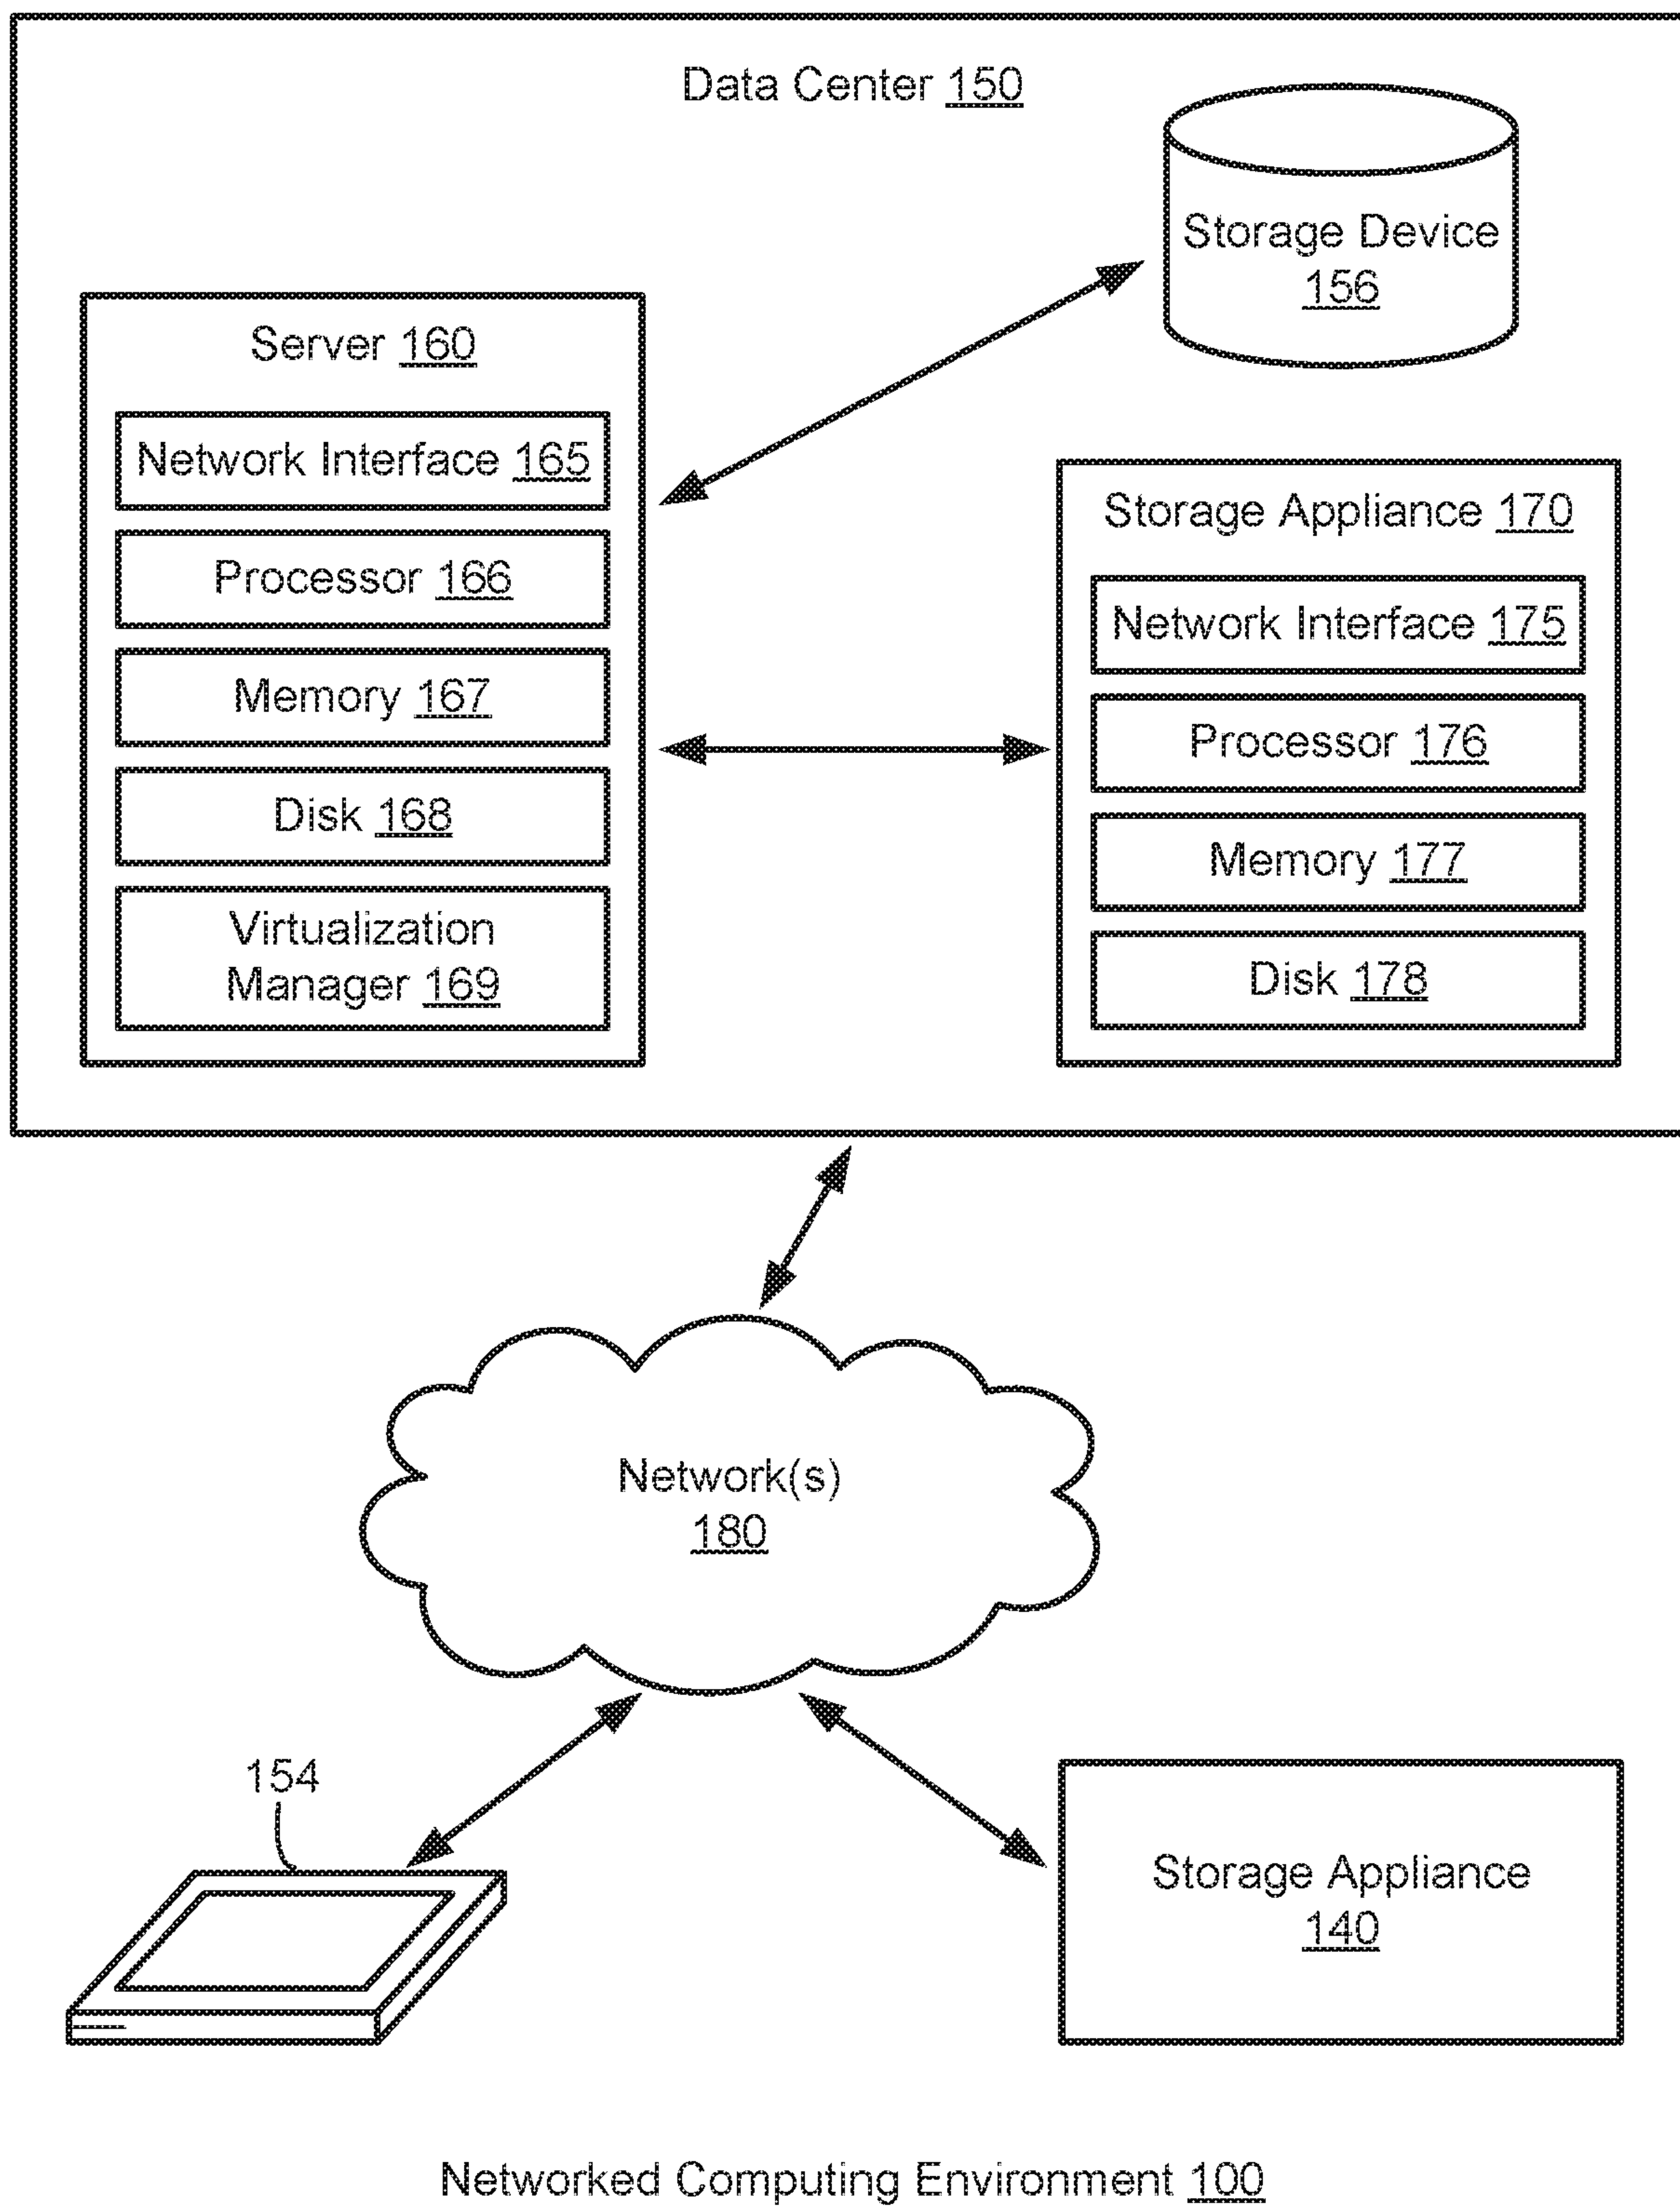 Data Center 150
Storage Device
156
Server 160
Network Interface 165
Processor 166
Memory 167
Disk 168
Virtualization
Manager 169
Storage Appliance 170
Network Interface 175
Processor 176
Memory 177
Disk 178
Network(s)
180
154
Storage Appliance
140
Networked Computing Environment 100